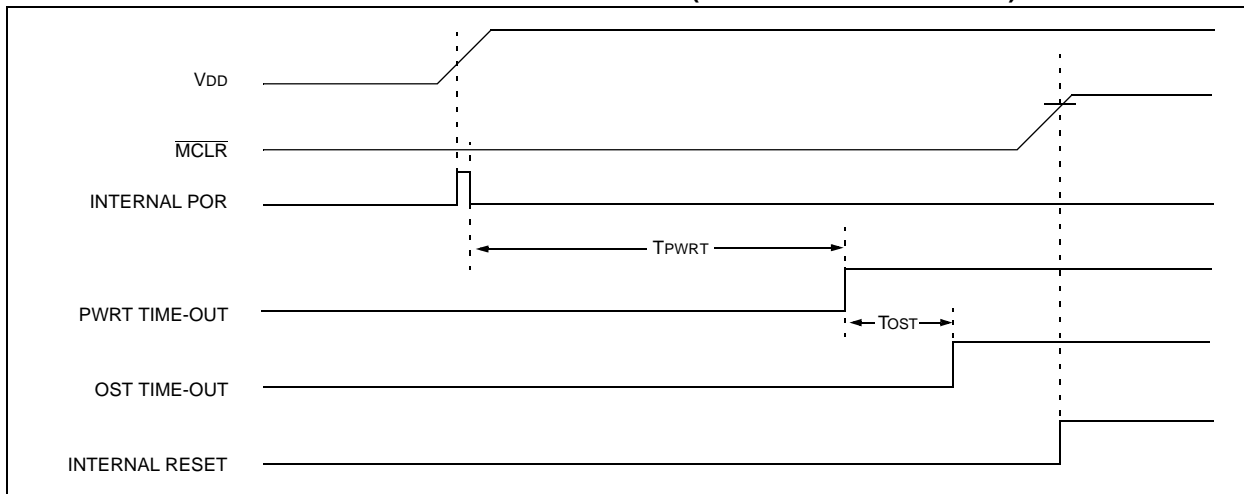 VDD
MCLR
INTERNAL POR
TPWRT
PWRT TIME-OUT
TOST
OST TIME-OUT
INTERNAL RESET